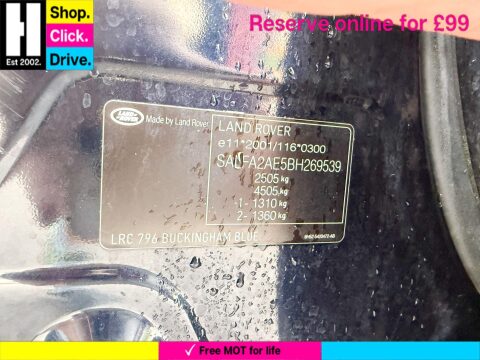 Shop.
Click.
Drive.
Est 2002.
Reserve online for £99
LAND ROVER
Made by Land Rover
LAND ROVER
e11*2001/116*0300
SALFA2AE5BH269539
2505 kg
4505 kg
1- 1310 kg
2- 1360 kg
LRC 796 BUCKINGHAM BLUE
✓ Free MOT for life